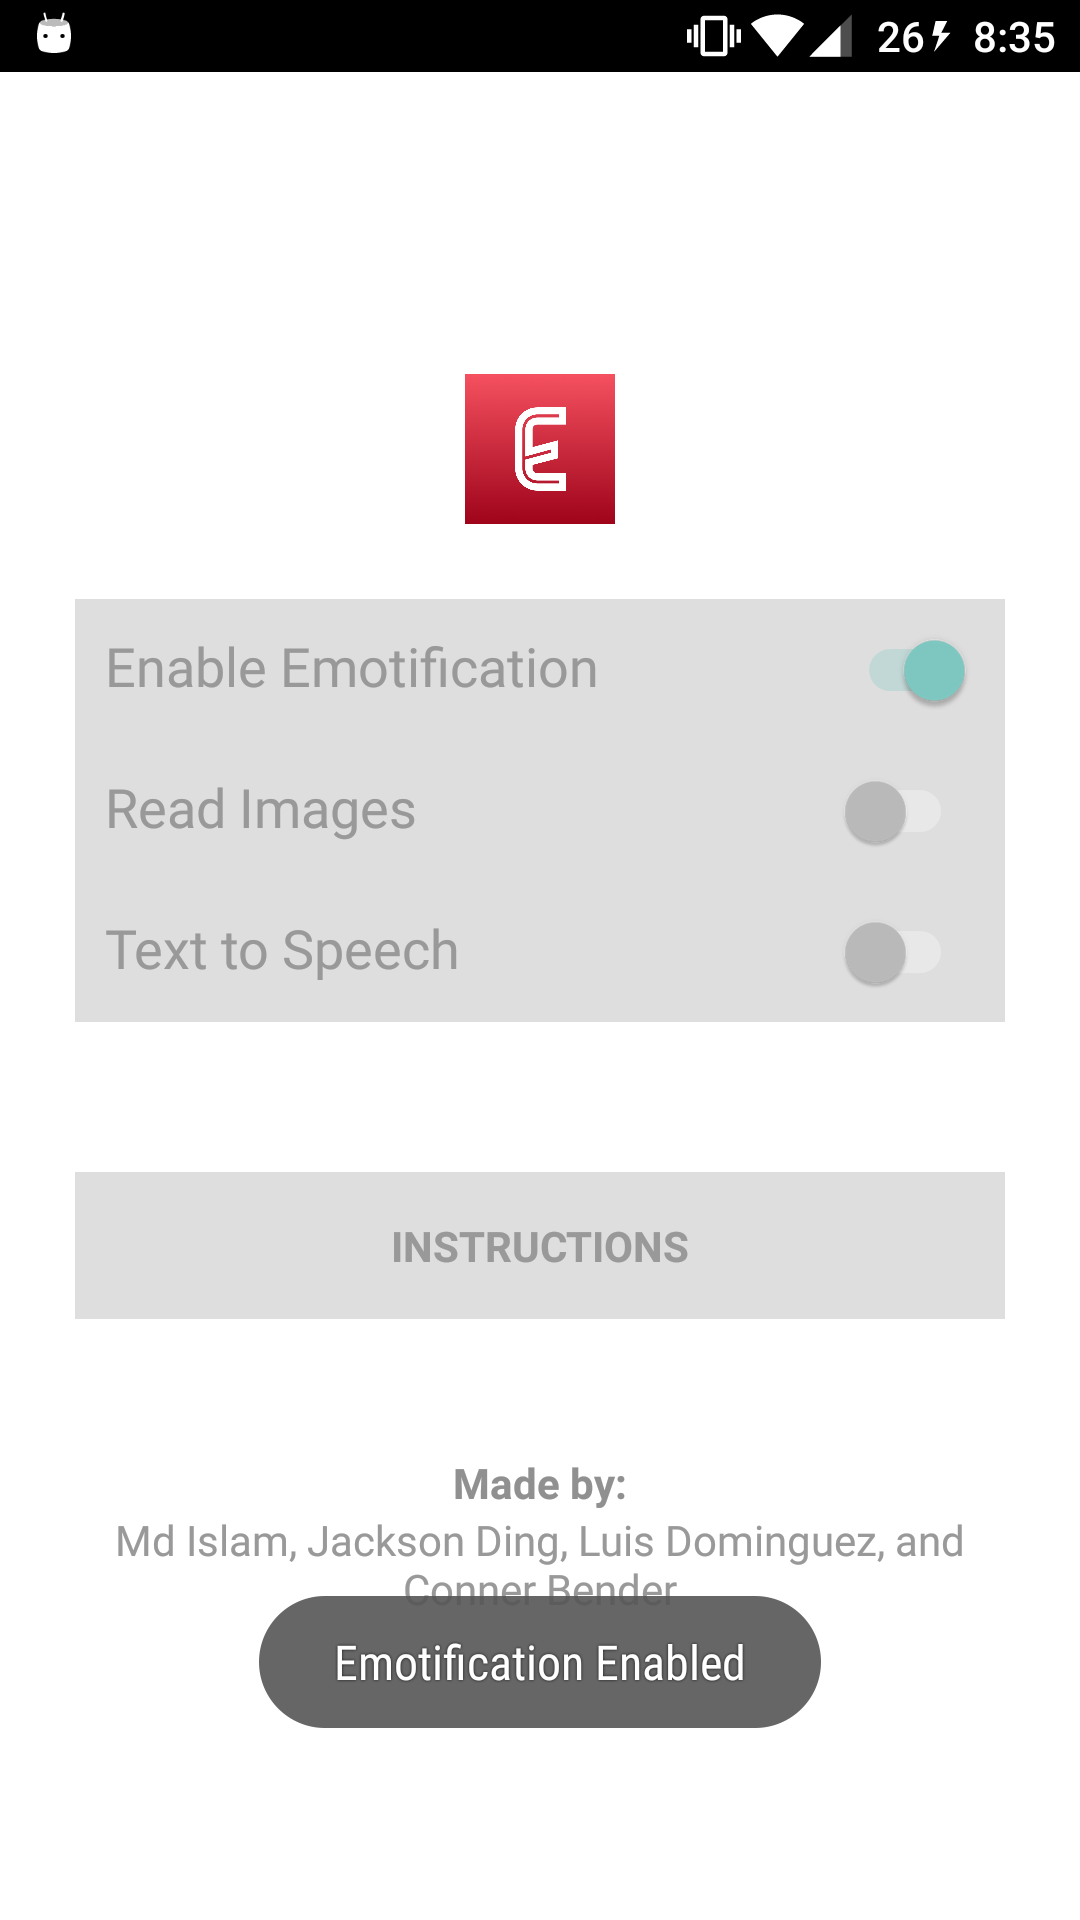 26 8:35
E
Enable Emotification
Read Images
Text to Speech
INSTRUCTIONS
Made by:
Md Islam, Jackson Ding, Luis Dominguez, and
Conner Bender
Emotification Enabled